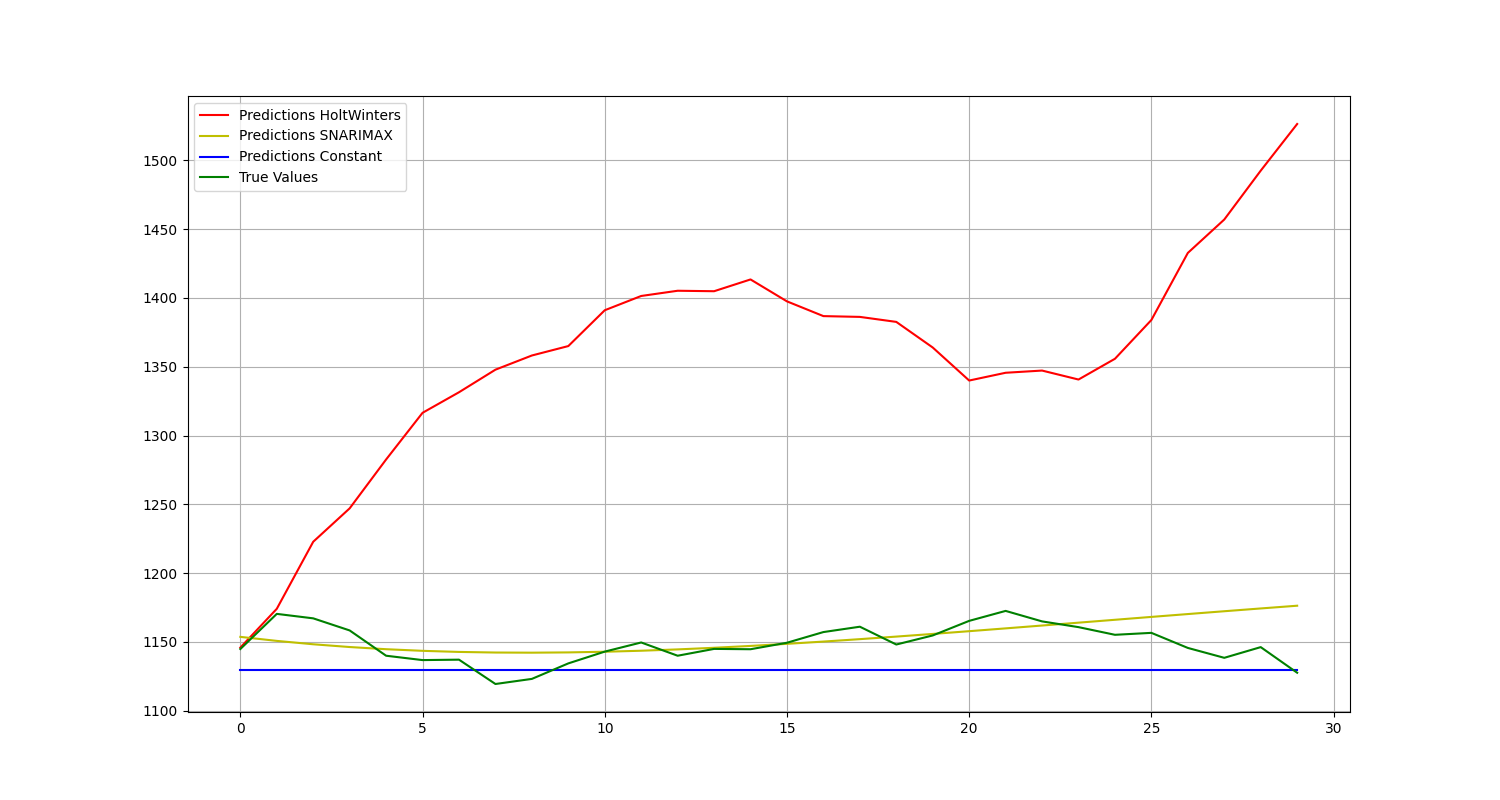 Predictions HoltWinters
Predictions SNARIMAX
Predictions Constant
True Values
1500
1450
1400
1350
1300
1250
1200
1150
1100
0 5 10 15 20 25 30